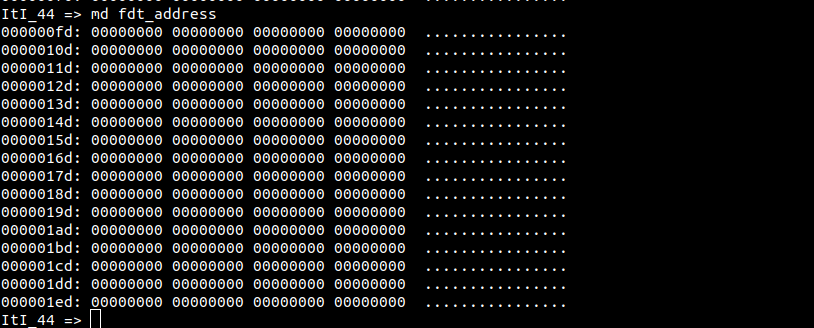 ItI_44 => md fdt_address
000000fd: 00000000 00000000 00000000 00000000  ................
0000010d: 00000000 00000000 00000000 00000000  ................
0000011d: 00000000 00000000 00000000 00000000  ................
0000012d: 00000000 00000000 00000000 00000000  ................
0000013d: 00000000 00000000 00000000 00000000  ................
0000014d: 00000000 00000000 00000000 00000000  ................
0000015d: 00000000 00000000 00000000 00000000  ................
0000016d: 00000000 00000000 00000000 00000000  ................
0000017d: 00000000 00000000 00000000 00000000  ................
0000018d: 00000000 00000000 00000000 00000000  ................
0000019d: 00000000 00000000 00000000 00000000  ................
000001ad: 00000000 00000000 00000000 00000000  ................
000001bd: 00000000 00000000 00000000 00000000  ................
000001cd: 00000000 00000000 00000000 00000000  ................
000001dd: 00000000 00000000 00000000 00000000  ................
000001ed: 00000000 00000000 00000000 00000000  ................
ItI_44 =>